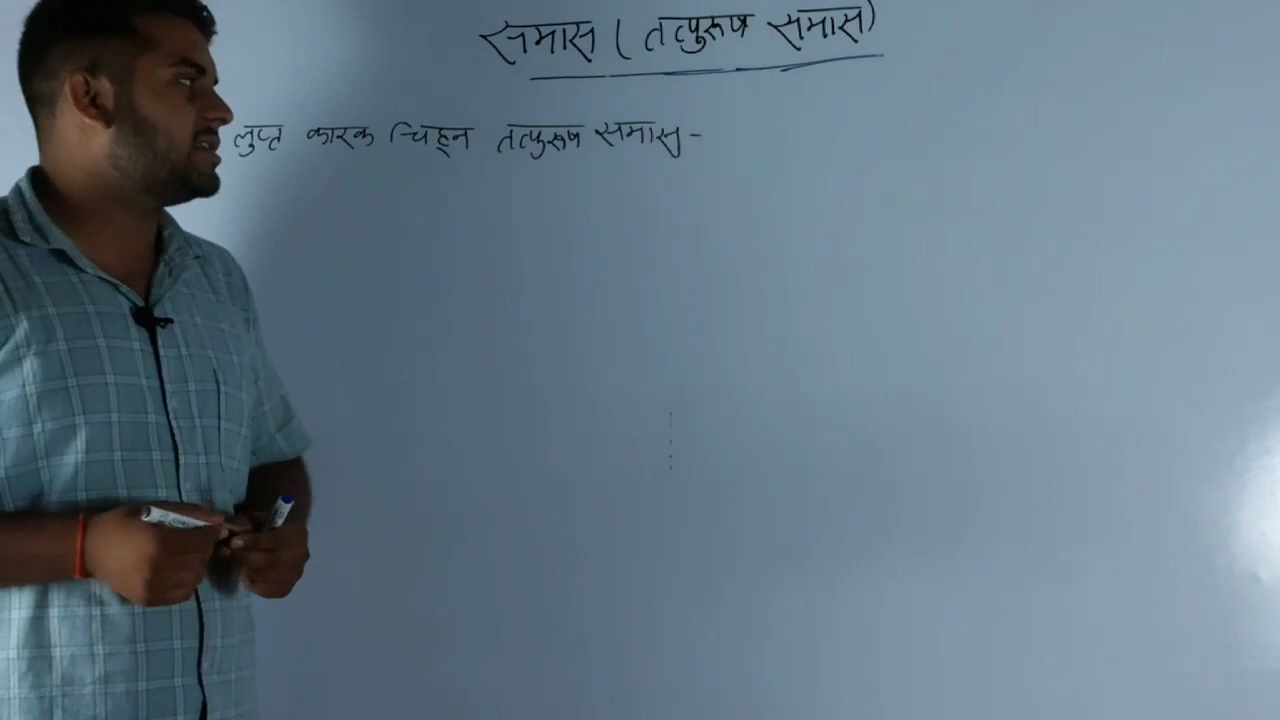 समास ( तत्पुरूष समास)
लुप्त कारक चिह्न तत्पुरूष समास -